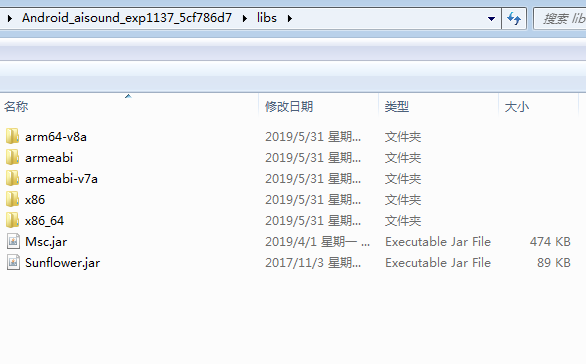 Android_aisound_exp1137_5cf786d7 libs 搜索 lib
名称 修改日期 类型 大小
arm64-v8a 2019/5/31 星期... 文件夹
armeabi 2019/5/31 星期... 文件夹
armeabi-v7a 2019/5/31 星期... 文件夹
x86 2019/5/31 星期... 文件夹
x86_64 2019/5/31 星期... 文件夹
Msc.jar 2019/4/1 星期一 ... Executable Jar File 474 KB
Sunflower.jar 2017/11/3 星期... Executable Jar File 89 KB